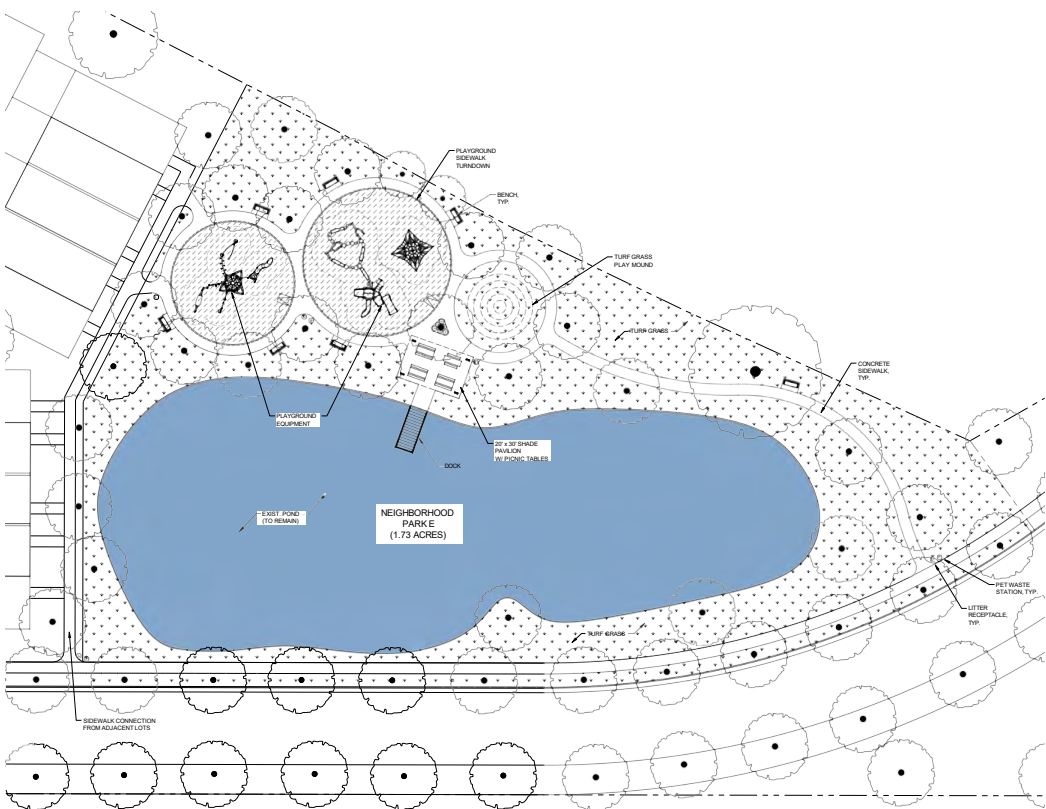 PLAYGROUND
SIDEWALK
TURNDOWN
BENCH,
TYP.
TURF GRASS
PLAY MOUND
TURF GRASS
CONCRETE
SIDEWALK,
TYP.
PLAYGROUND
EQUIPMENT
20' x 30' SHADE
PAVILION
W/ PICNIC TABLES
DOCK
EXIST. POND
(TO REMAIN)
NEIGHBORHOOD
PARK E
(1.73 ACRES)
PET WASTE
STATION, TYP.
LITTER
RECEPTACLE,
TYP.
TURF GRASS
SIDEWALK CONNECTION
FROM ADJACENT LOTS